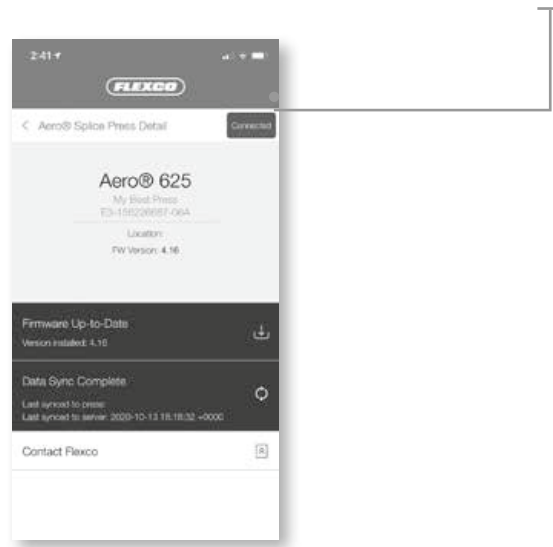 2:41
FLEXCO
< Aero® Splice Press Detail
Connected
Aero® 625
My Best Press
Location:
FW Version: 4.16
Firmware Up-to-Date
Version installed: 4.16
Data Sync Complete
Last synced to press:
Last synced to server: 2020-10-13 18:18:32 +0000
Contact Flexco